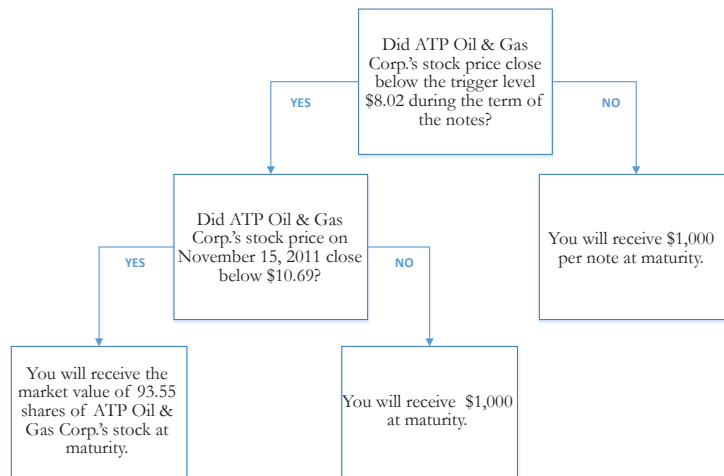 Did ATP Oil & Gas
Corp.'s stock price close
below the trigger level
$8.02 during the term of
the notes?
YES
NO
Did ATP Oil & Gas
Corp.'s stock price on
November 15, 2011 close
below $10.69?
You will receive $1,000
per note at maturity.
YES
NO
You will receive the
market value of 93.55
shares of ATP Oil &
Gas Corp.'s stock at
maturity.
You will receive $1,000
at maturity.